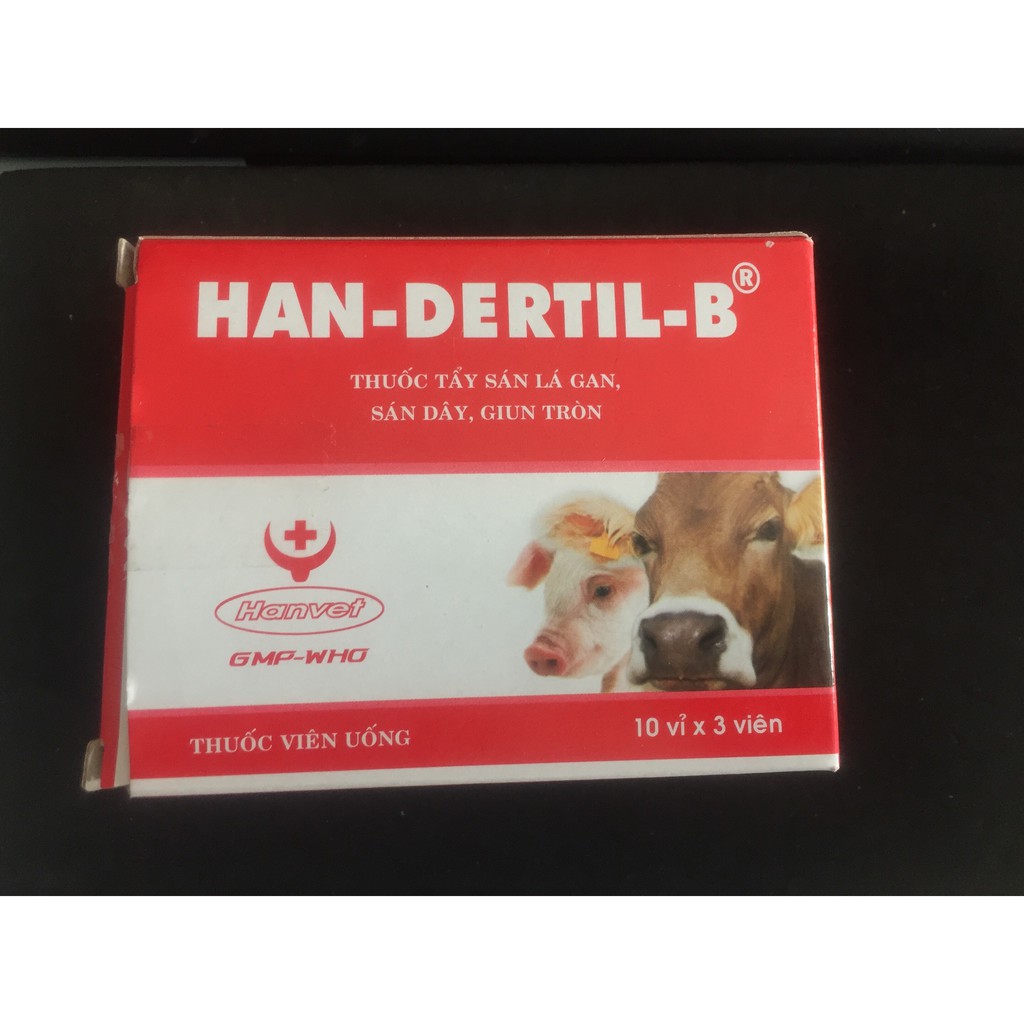 HAN-DERTIL-B®
THUỐC TẨY SÁN LÁ GAN,
SÁN DÂY, GIUN TRÒN
Hanvet
GMP-WHO
THUỐC VIÊN UỐNG
10 vỉ x 3 viên